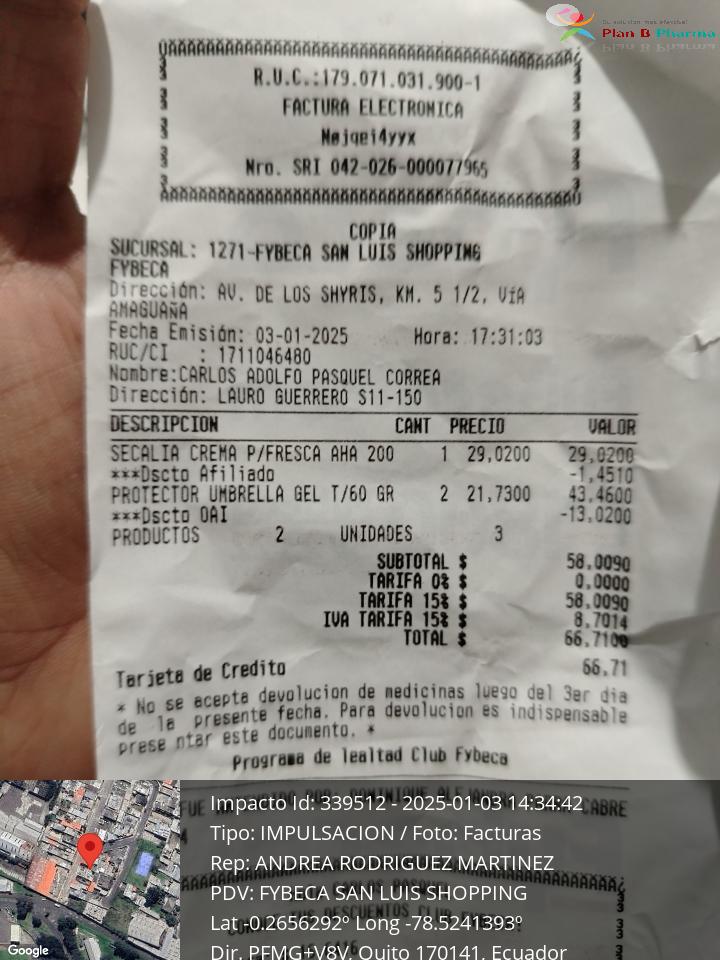 Su solucion mas efectiva!
Plan B Pharma
R.U.C.:179.071.031.900-1
FACTURA ELECTRONICA
Nøjqei4yyx
Nro. SRI 042-026-000077965
COPIA
SUCURSAL: 1271-FYBECA SAN LUIS SHOPPING
FYBECA
Dirección: AV. DE LOS SHYRIS, KM. 5 1/2, VíA
AMAGUAñA
Fecha Emisión: 03-01-2025 Hora: 17:31:03
RUC/CI : 1711046480
Nombre:CARLOS ADOLFO PASQUEL CORREA
Dirección: LAURO GUERRERO S11-150
DESCRIPCION CANT PRECIO VALOR
SECALIA CREMA P/FRESCA AHA 200 1 29,0200 29,0200
***Dscto Afiliado -1,4510
PROTECTOR UMBRELLA GEL T/60 GR 2 21,7300 43,4600
***Dscto OAI -13,0200
PRODUCTOS 2 UNIDADES 3
SUBTOTAL $ 58,0090
TARIFA 0% $ 0,0000
TARIFA 15% $ 58,0090
IVA TARIFA 15% $ 8,7014
TOTAL $ 66,7100
Tarjeta de Credito 66,71
* No se acepta devolucion de medicinas luego del 3er dia
de la presente fecha. Para devolucion es indispensable
prese ntar este documento. *
Programa de lealtad Club Fybeca
Impacto Id: 339512 - 2025-01-03 14:34:42
Tipo: IMPULSACION / Foto: Facturas
Rep: ANDREA RODRIGUEZ MARTINEZ
PDV: FYBECA SAN LUIS SHOPPING
Lat -0.2656292º Long -78.5241393º
Dir. PFMG+V8V, Quito 170141, Ecuador
Google